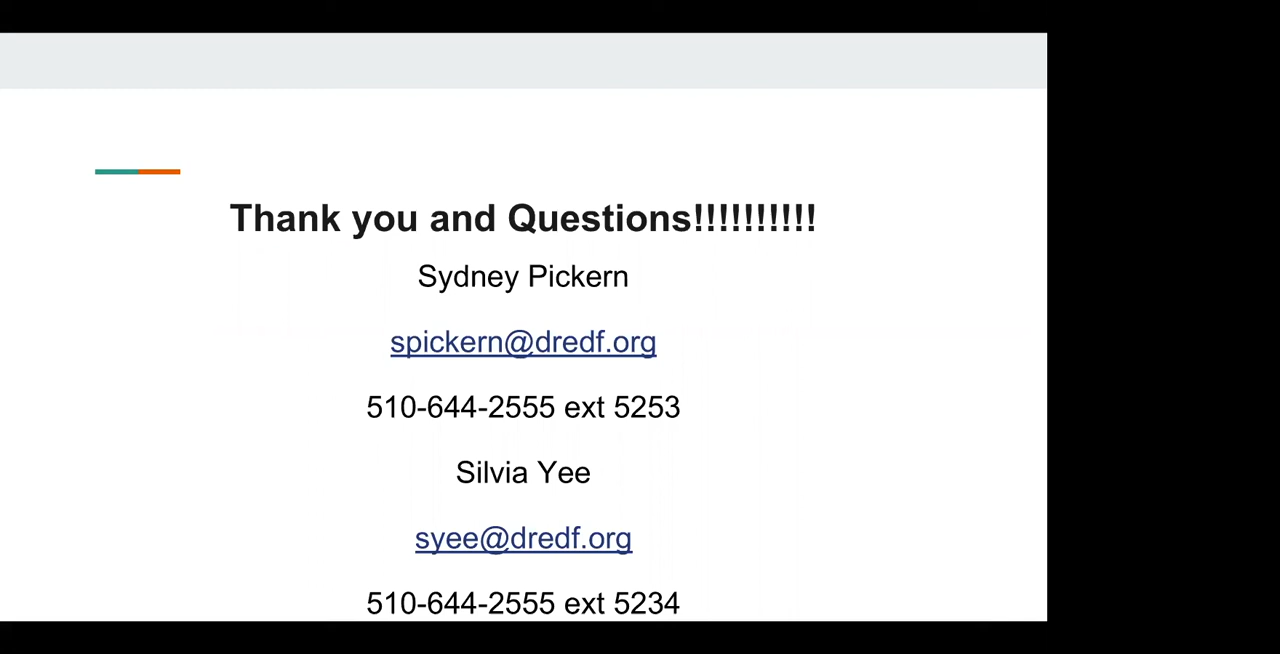 Thank you and Questions!!!!!!!!!!
Sydney Pickern
spickern@dredf.org
510-644-2555 ext 5253
Silvia Yee
syee@dredf.org
510-644-2555 ext 5234